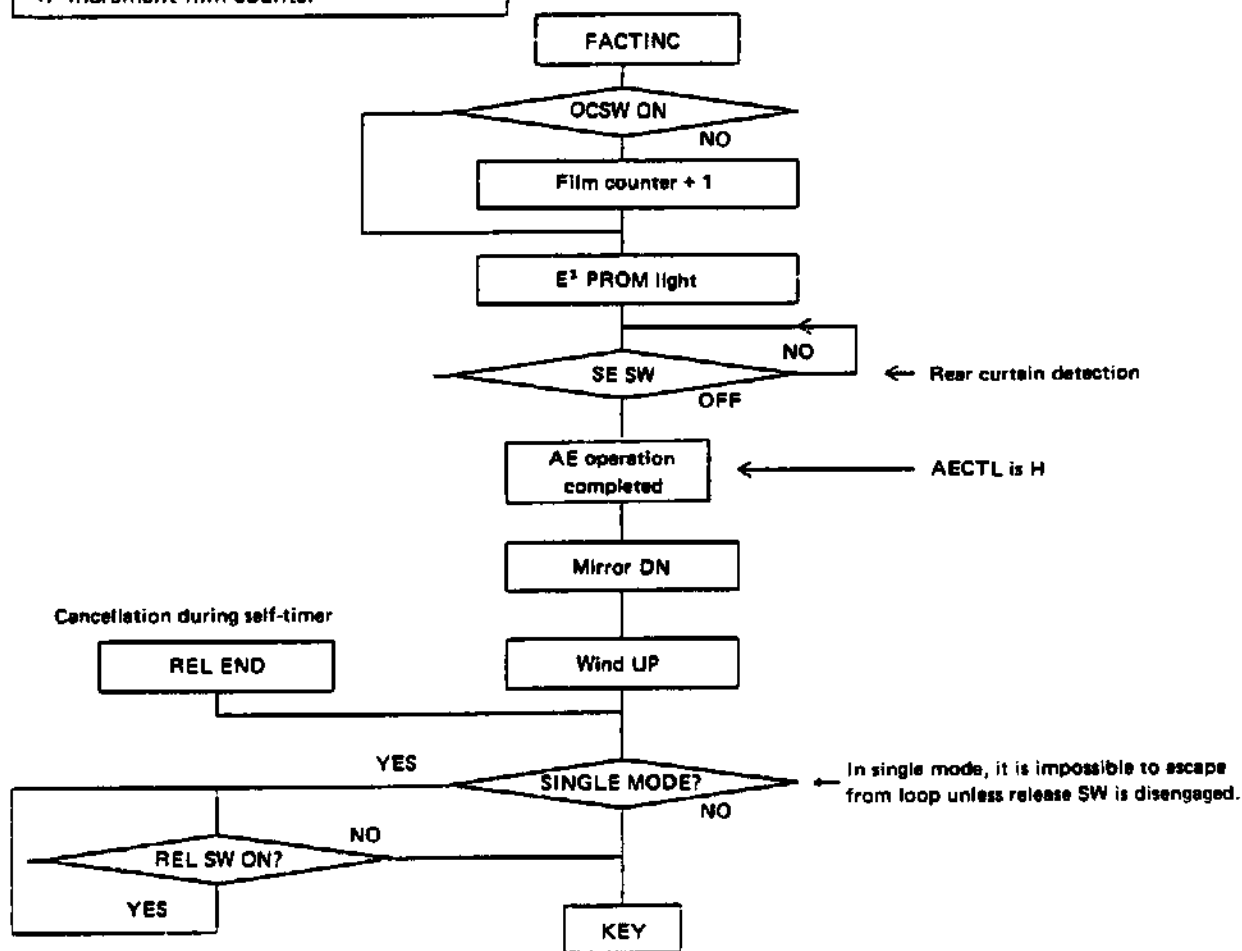 FACTINC
OCSW ON
NO
Film counter + 1
E² PROM light
NO
SE SW
← Rear curtain detection
OFF
AE operation
completed
AECTL is H
Mirror DN
Cancellation during self-timer
REL END
Wind UP
YES
SINGLE MODE?
NO
In single mode, it is impossible to escape
from loop unless release SW is disengaged.
NO
REL SW ON?
YES
KEY